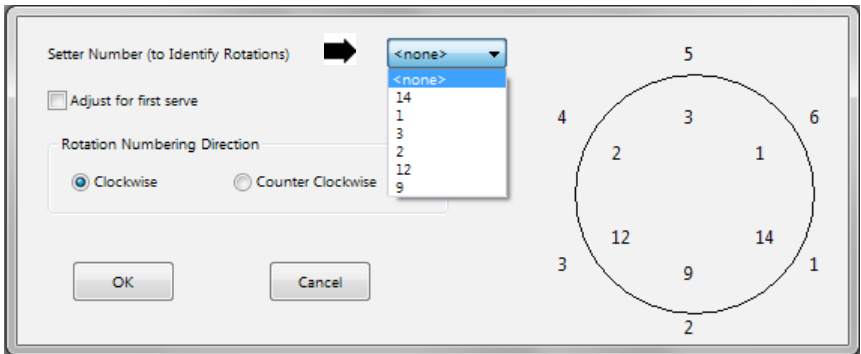 Setter Number (to Identify Rotations)
<none>
<none>
14
1
3
2
12
9
Adjust for first serve
Rotation Numbering Direction
Clockwise
Counter Clockwise
OK
Cancel
5
4
3
6
2
1
12
14
3
9
1
2